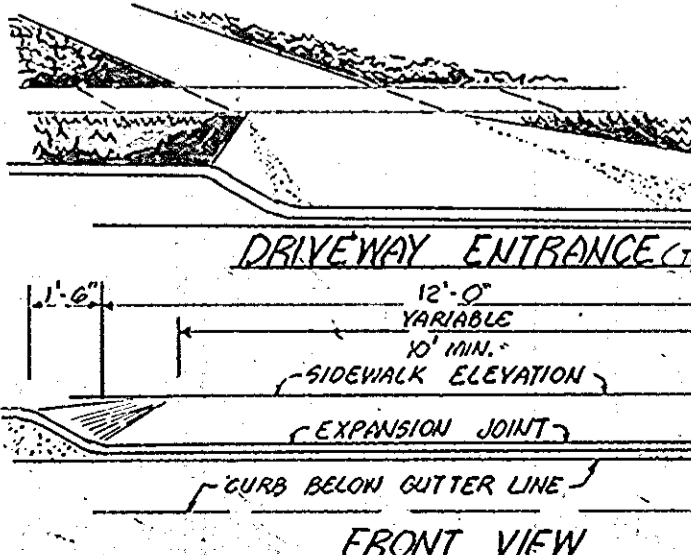 DRIVEWAY ENTRANCE (T
1'-6" 12'-0"
VARIABLE
10' MIN.
SIDEWALK ELEVATION
EXPANSION JOINT
CURB BELOW GUTTER LINE
FRONT VIEW